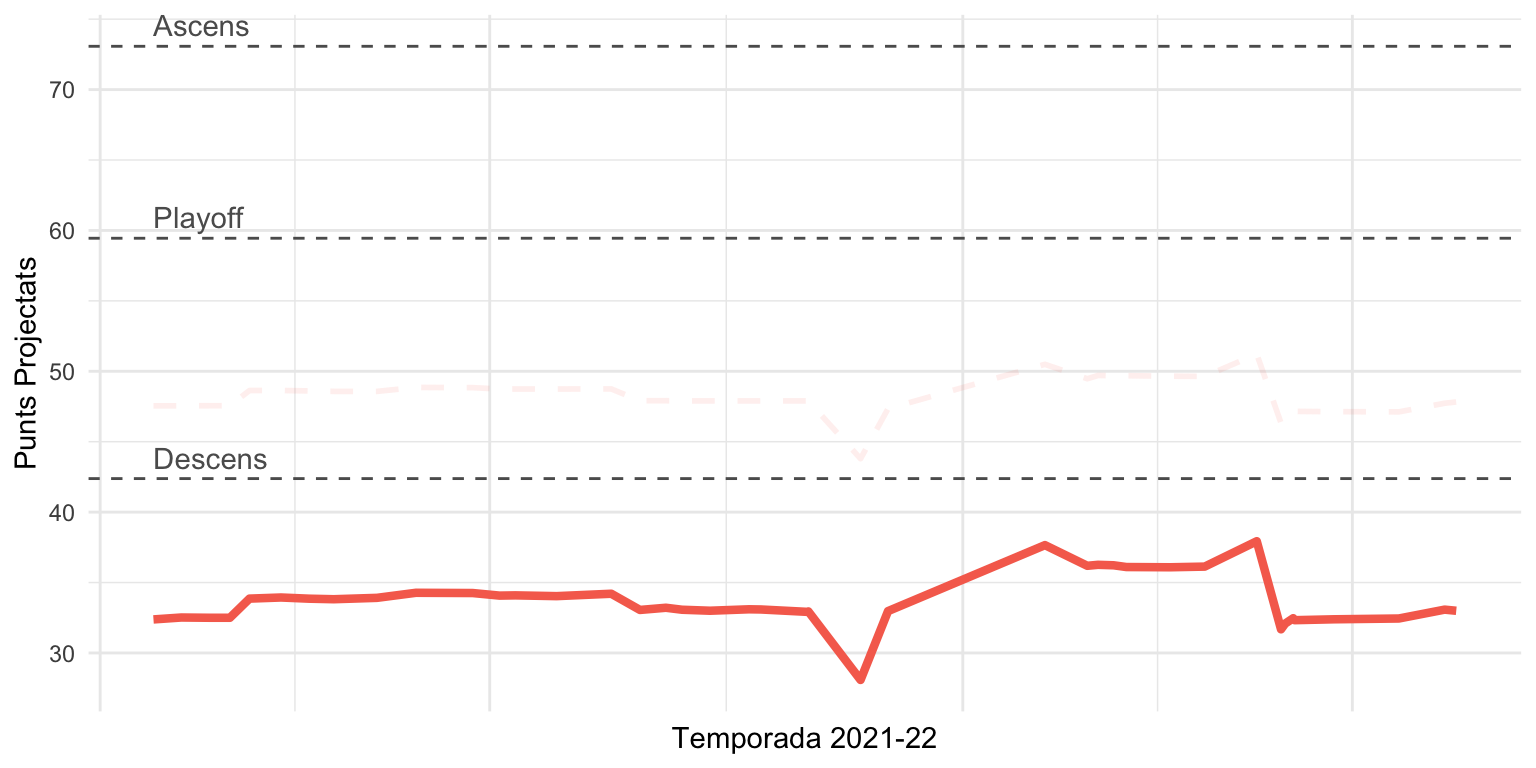 Ascens
70
Playoff
60
Punts Projectats
50
Descens
40
30
Temporada 2021-22